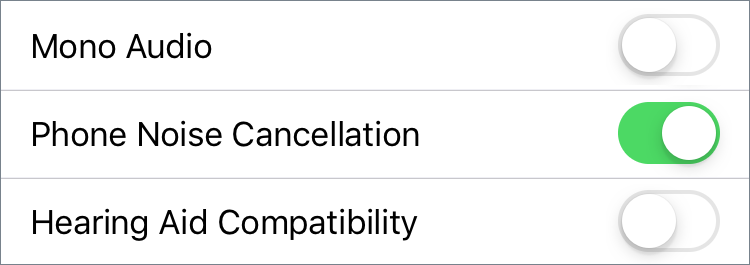 Mono Audio
Phone Noise Cancellation
Hearing Aid Compatibility